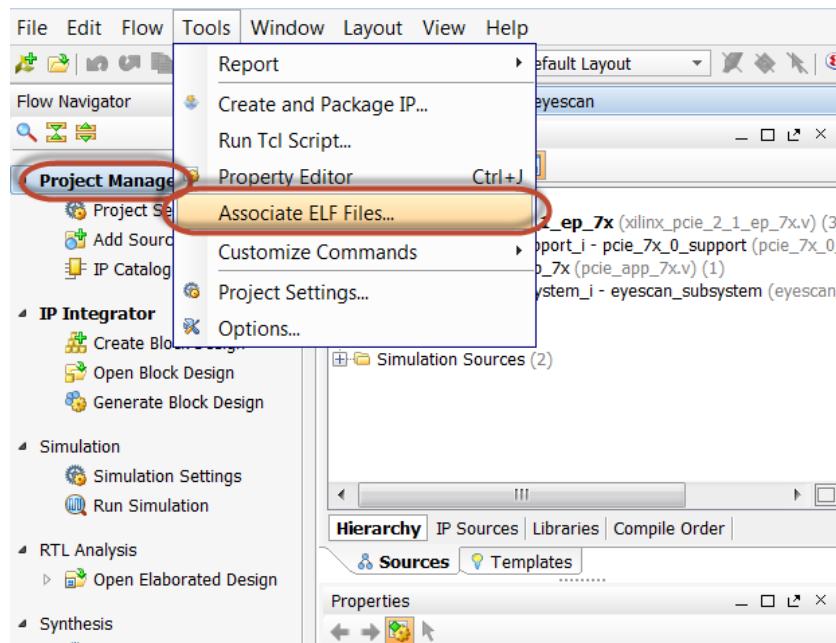 File Edit Flow Tools Window Layout View Help
Report
Create and Package IP...
Run Tcl Script...
Property Editor Ctrl+J
Associate ELF Files...
Customize Commands
Project Settings...
Options...
efault Layout
Flow Navigator
eyescan
Project Manage
Project Se
Add Sourc
IP Catalog
IP Integrator
Create Bloc Design
Open Block Design
Generate Block Design
Simulation
Simulation Settings
Run Simulation
RTL Analysis
Open Elaborated Design
Synthesis
1_ep_7x (xilinx_pcie_2_1_ep_7x.v) (3
pport_i - pcie_7x_0_support (pcie_7x_0_
p_7x (pcie_app_7x.v) (1)
ystem_i - eyescan_subsystem (eyescan
Simulation Sources (2)
Hierarchy IP Sources Libraries Compile Order
Sources Templates
Properties